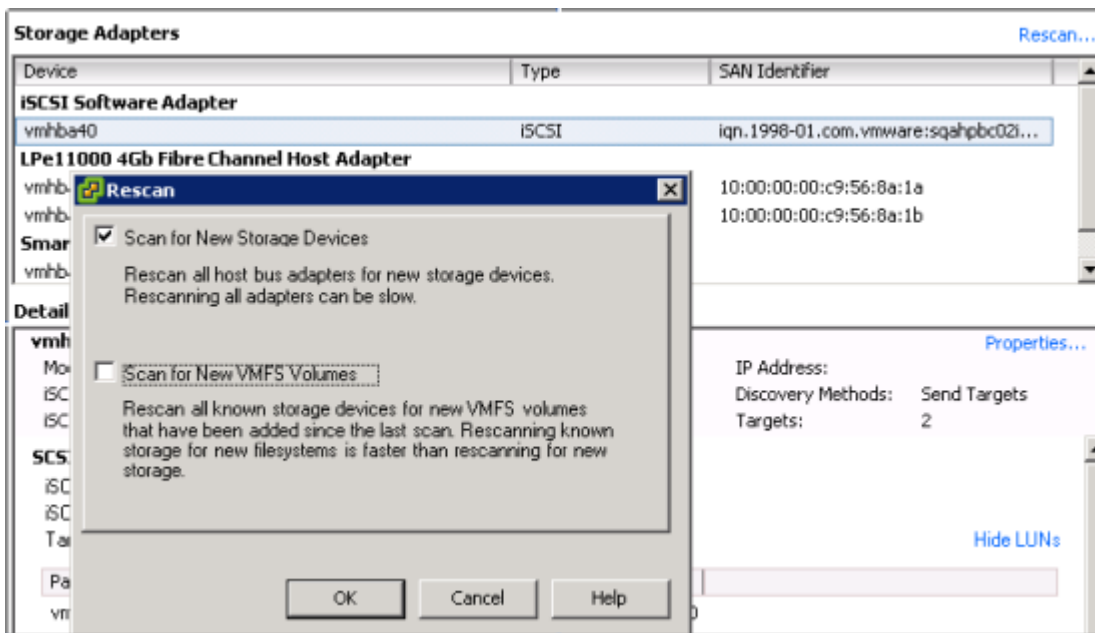 Storage Adapters Rescan...
Device Type SAN Identifier
iSCSI Software Adapter
vmhba40 iSCSI iqn.1998-01.com.vmware:sqahpbc02i...
LPe11000 4Gb Fibre Channel Host Adapter
10:00:00:00:c9:56:8a:1a
10:00:00:00:c9:56:8a:1b
Rescan
Scan for New Storage Devices
Rescan all host bus adapters for new storage devices.
Rescanning all adapters can be slow.
Scan for New VMFS Volumes
Rescan all known storage devices for new VMFS volumes
that have been added since the last scan. Rescanning known
storage for new filesystems is faster than rescanning for new
storage.
OK Cancel Help
Properties...
IP Address:
Discovery Methods: Send Targets
Targets: 2
Hide LUNs